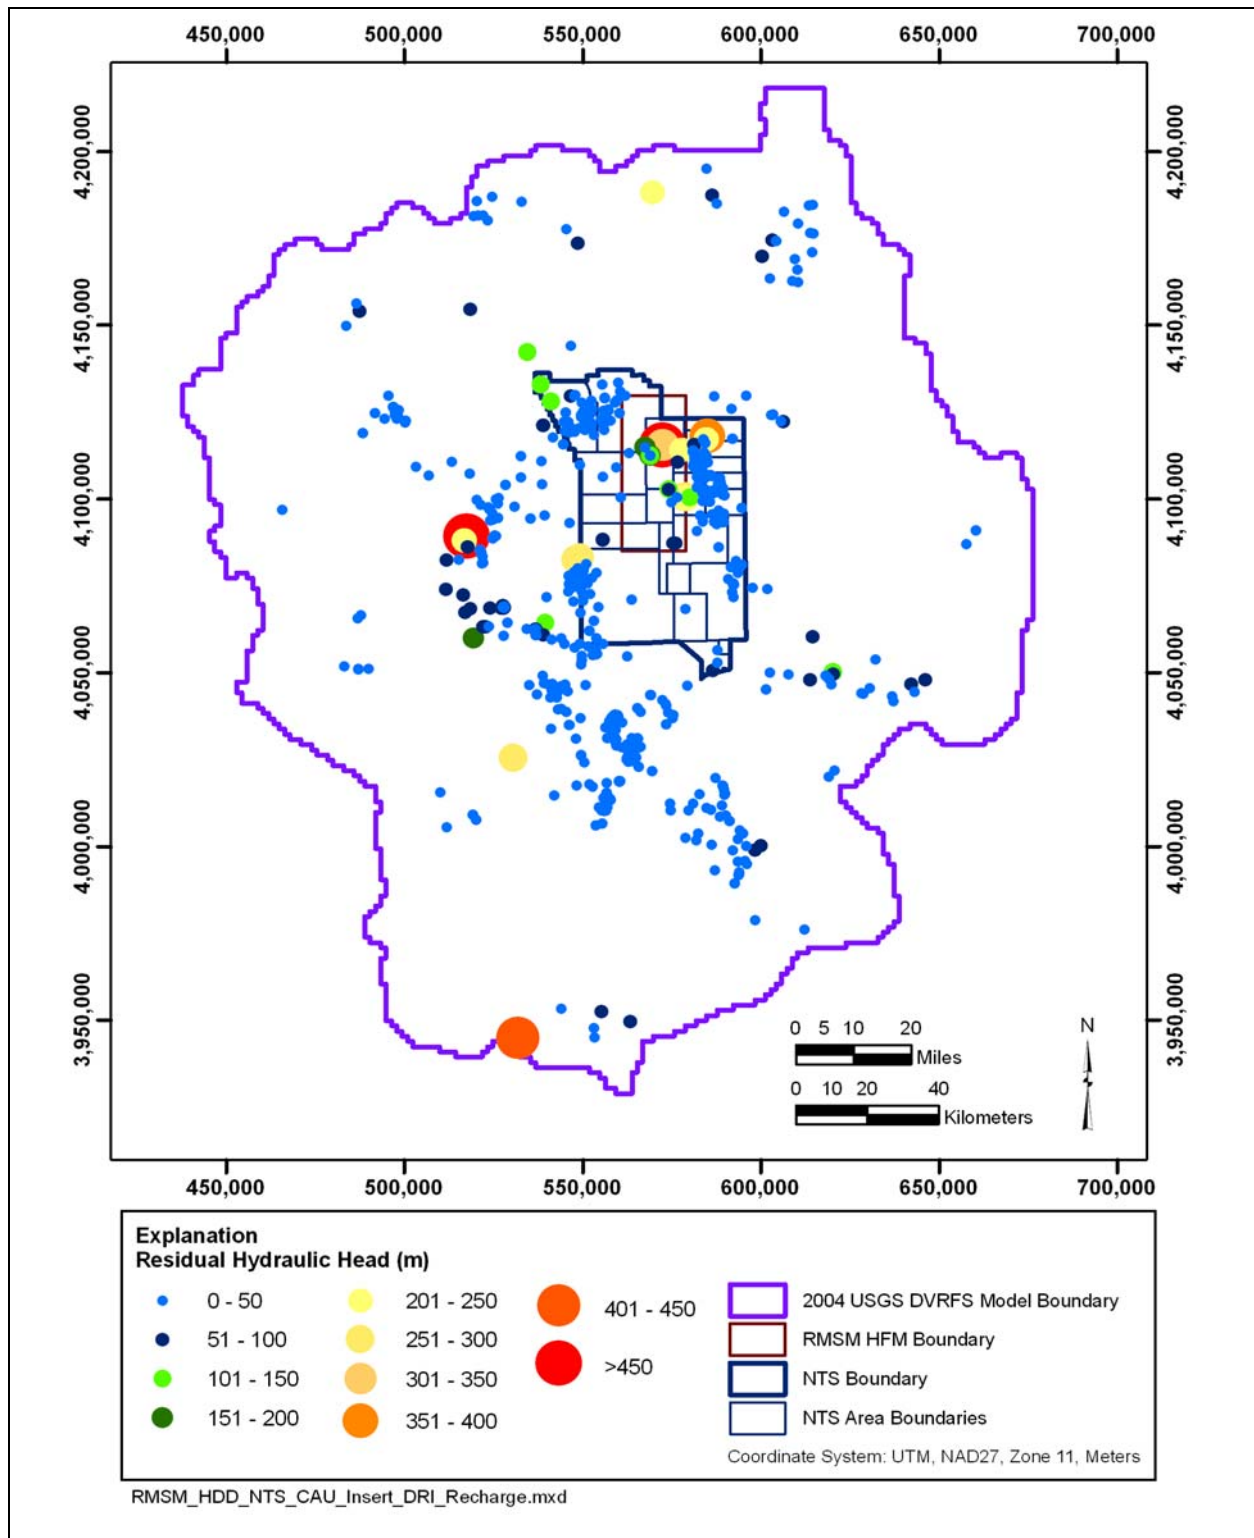 450,000 500,000 550,000 600,000 650,000 700,000
4,200,000 4,200,000
4,150,000 4,150,000
4,100,000 4,100,000
4,050,000 4,050,000
4,000,000 4,000,000
3,950,000 3,950,000
0 5 10 20
Miles
0 10 20 40
Kilometers
N
450,000 500,000 550,000 600,000 650,000 700,000
Explanation
Residual Hydraulic Head (m)
0 - 50
51 - 100
101 - 150
151 - 200
201 - 250
251 - 300
301 - 350
351 - 400
401 - 450
>450
2004 USGS DVRFS Model Boundary
RMSM HFM Boundary
NTS Boundary
NTS Area Boundaries
Coordinate System: UTM, NAD27, Zone 11, Meters
RMSM_HDD_NTS_CAU_Insert_DRI_Recharge.mxd